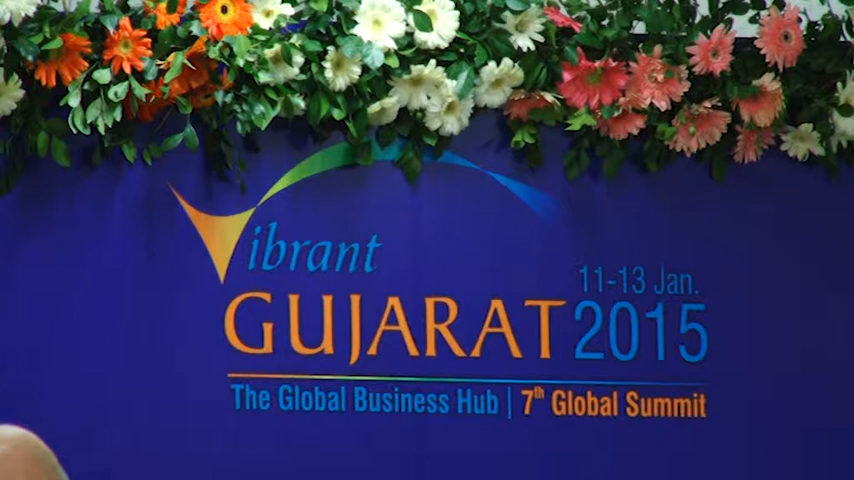 Vibrant
GUJARAT 2015
11-13 Jan.
The Global Business Hub | 7th Global Summit